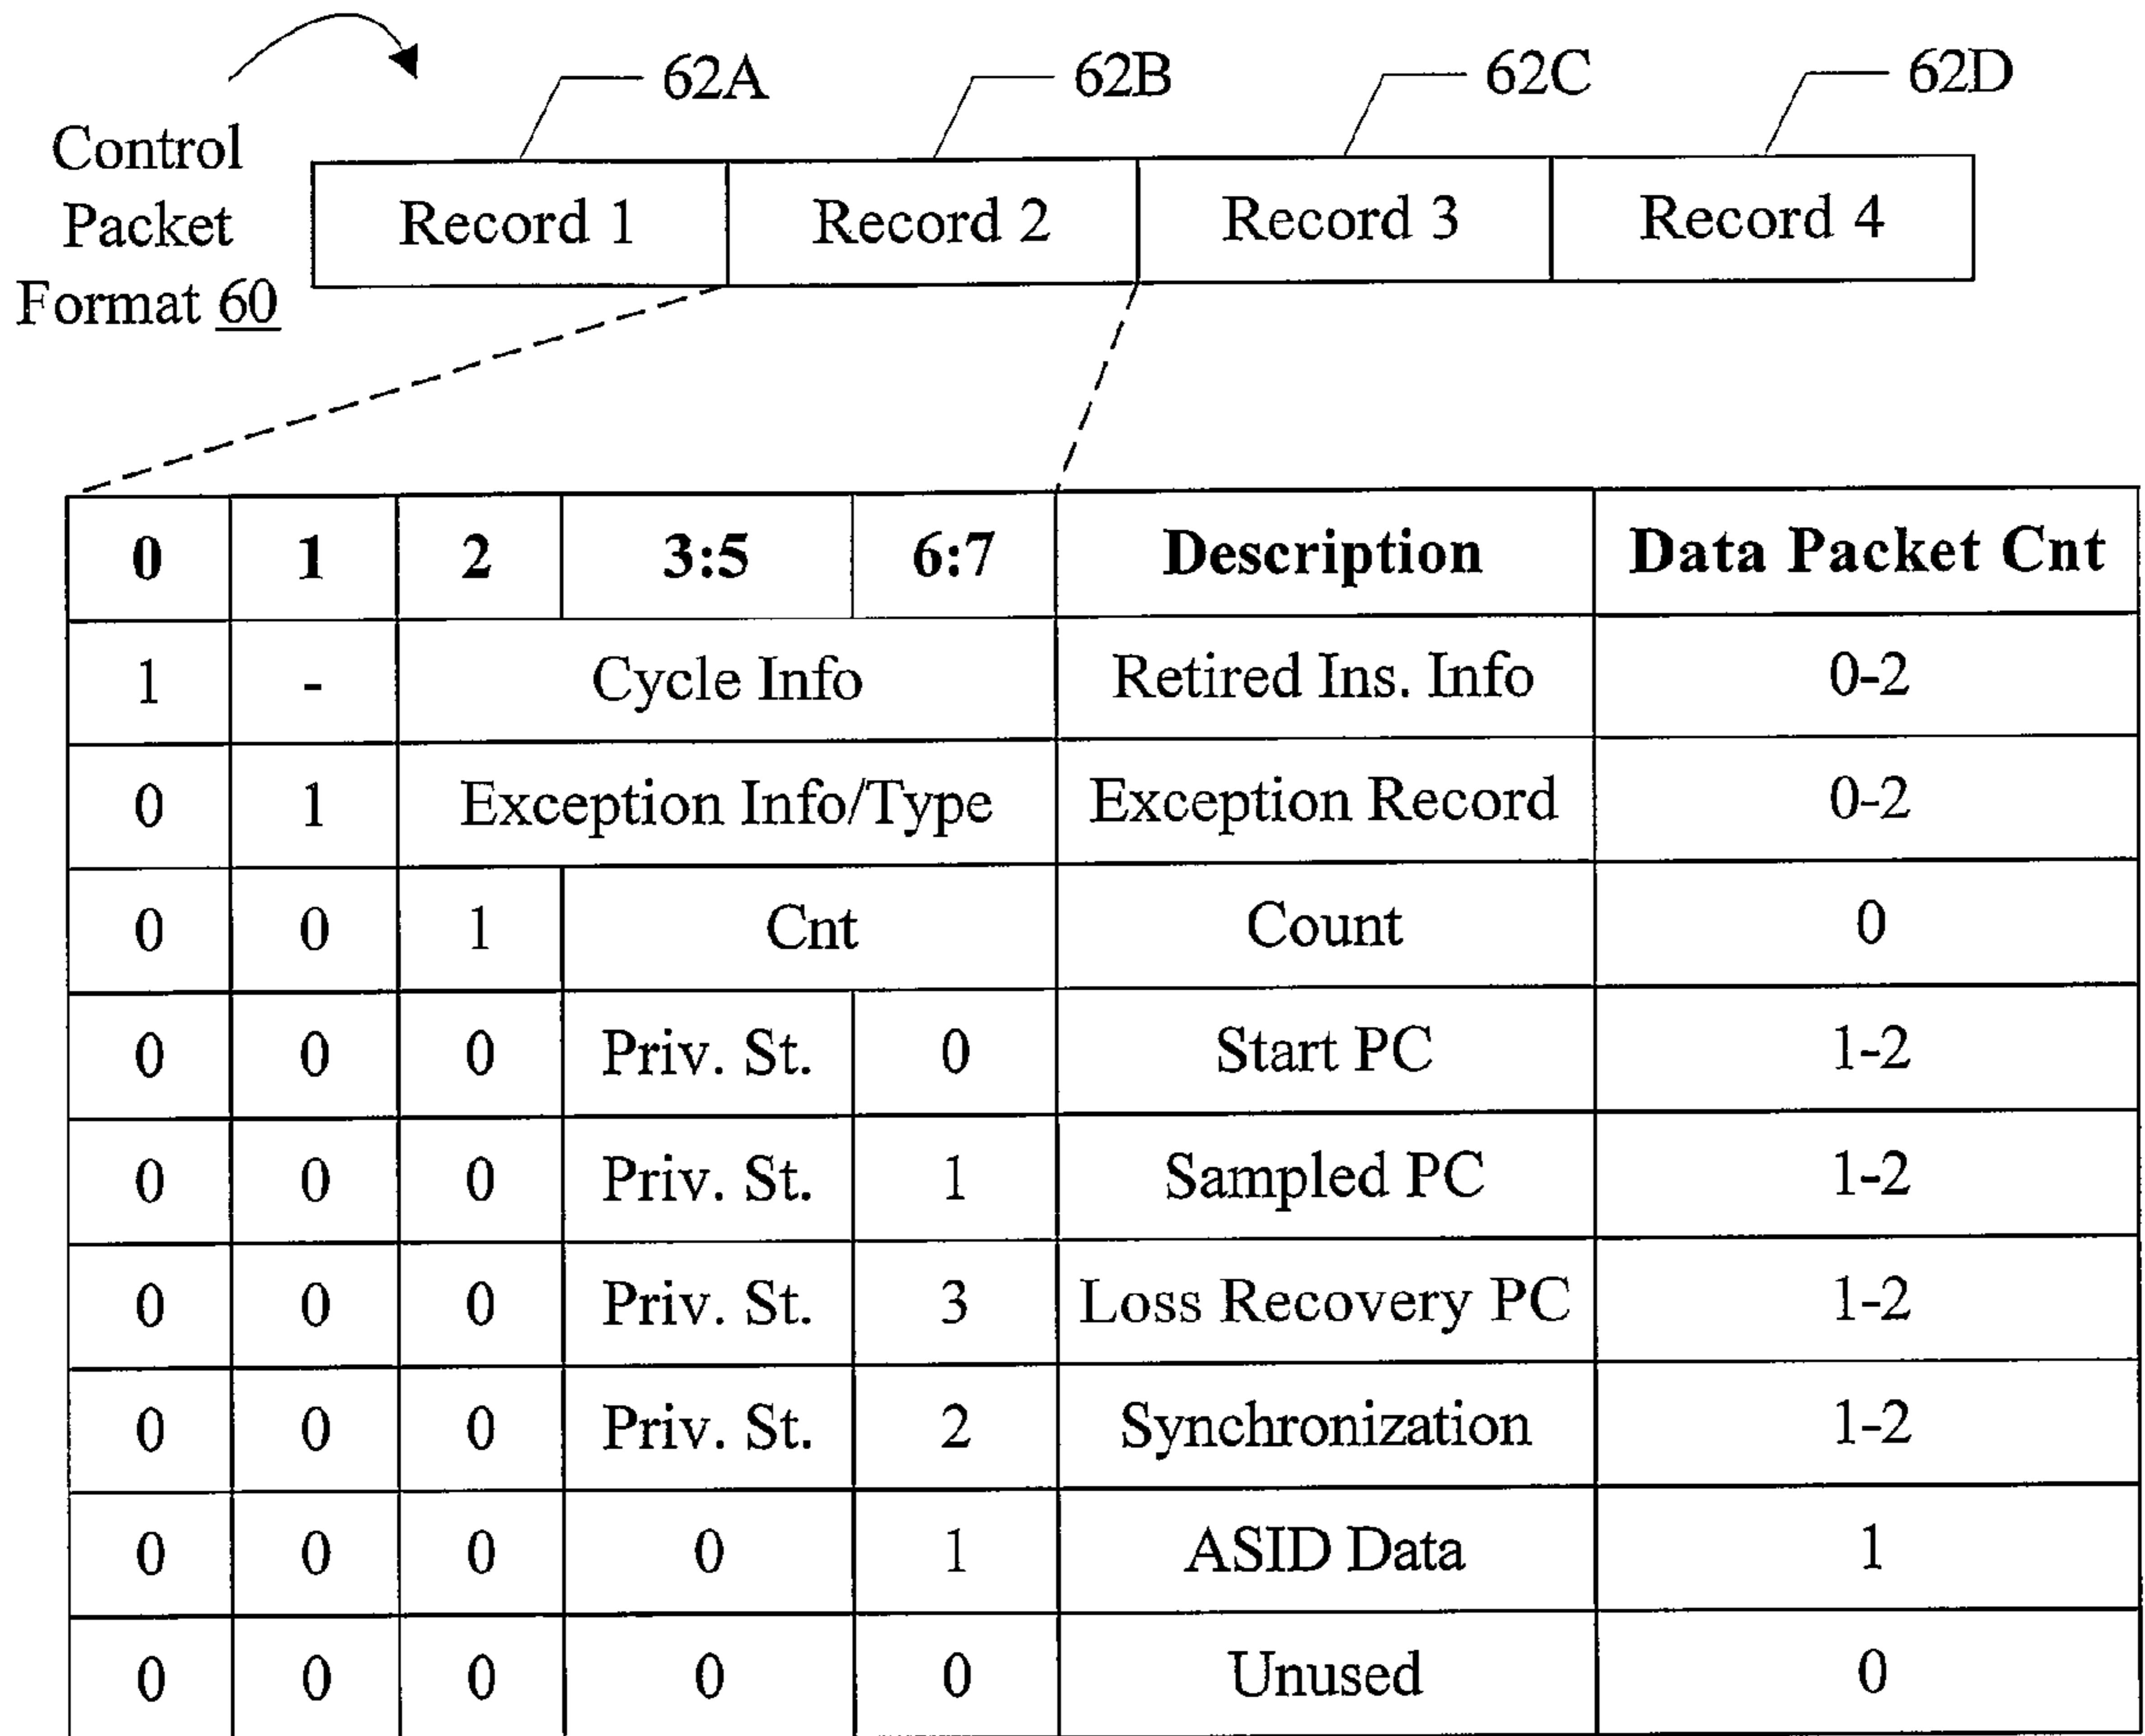 62A 62B 62C 62D
Control
Packet
Format 60
Record 1 Record 2 Record 3 Record 4
0 1 2 3:5 6:7 Description Data Packet Cnt
1 - Cycle Info Retired Ins. Info 0-2
0 1 Exception Info/Type Exception Record 0-2
0 0 1 Cnt Count 0
0 0 0 Priv. St. 0 Start PC 1-2
0 0 0 Priv. St. 1 Sampled PC 1-2
0 0 0 Priv. St. 3 Loss Recovery PC 1-2
0 0 0 Priv. St. 2 Synchronization 1-2
0 0 0 0 1 ASID Data 1
0 0 0 0 0 Unused 0